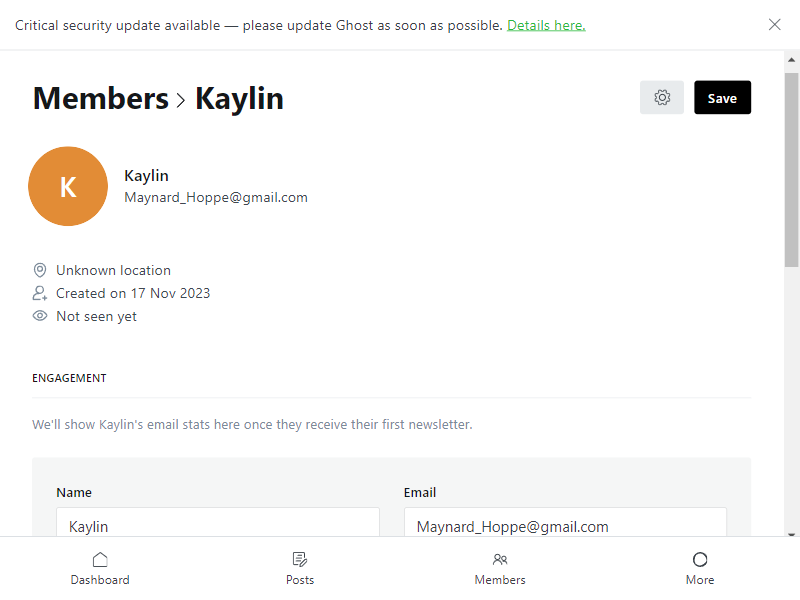 Critical security update available — please update Ghost as soon as possible. Details here.
Members > Kaylin
Save
K
Kaylin
Maynard_Hoppe@gmail.com
Unknown location
Created on 17 Nov 2023
Not seen yet
ENGAGEMENT
We'll show Kaylin's email stats here once they receive their first newsletter.
Name
Email
Kaylin
Maynard_Hoppe@gmail.com
Dashboard
Posts
Members
More